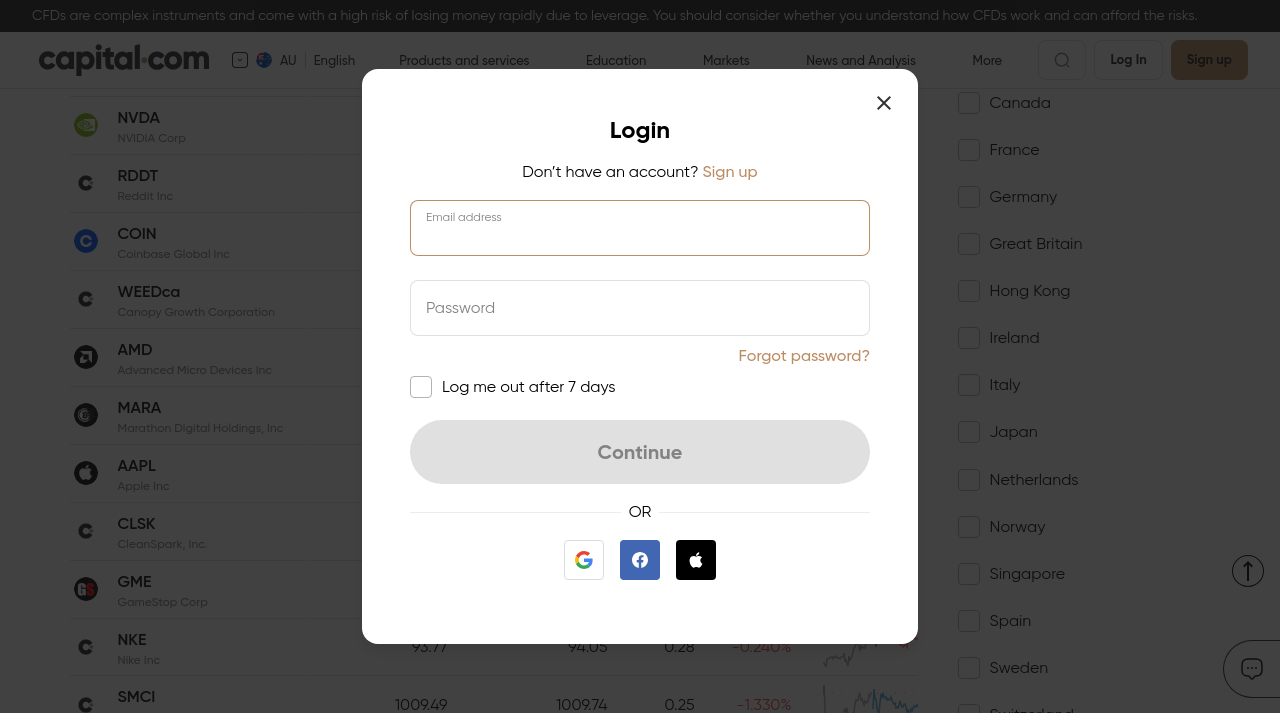 CFDs are complex instruments and come with a high risk of losing money rapidly due to leverage. You should consider whether you understand how CFDs work and can afford the risks.
capital.com AU English Products and services Education Markets News and Analysis More Log In Sign up
NVDA
NVIDIA Corp
RDDT
Reddit Inc
COIN
Coinbase Global Inc
WEEDca
Canopy Growth Corporation
AMD
Advanced Micro Devices Inc
MARA
Marathon Digital Holdings, Inc
AAPL
Apple Inc
CLSK
CleanSpark, Inc.
GME
GameStop Corp
NKE
Nike Inc
93.77 94.05 0.28 -0.240%
SMCI
1009.49 1009.74 0.25 -1.330%
Login
Don't have an account? Sign up
Email address
Password
Forgot password?
Log me out after 7 days
Continue
OR
Canada
France
Germany
Great Britain
Hong Kong
Ireland
Italy
Japan
Netherlands
Norway
Singapore
Spain
Sweden
Switzerland